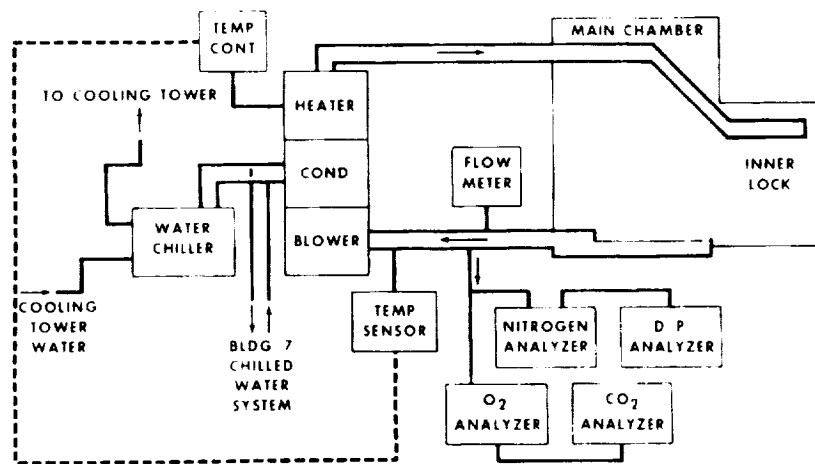 TEMP
CONT
MAIN CHAMBER
TO COOLING TOWER
HEATER
COND
FLOW
METER
INNER
LOCK
WATER
CHILLER
BLOWER
COOLING
TOWER
WATER
BLDG 7
CHILLED
WATER
SYSTEM
TEMP
SENSOR
NITROGEN
ANALYZER
D P
ANALYZER
O2
ANALYZER
CO2
ANALYZER